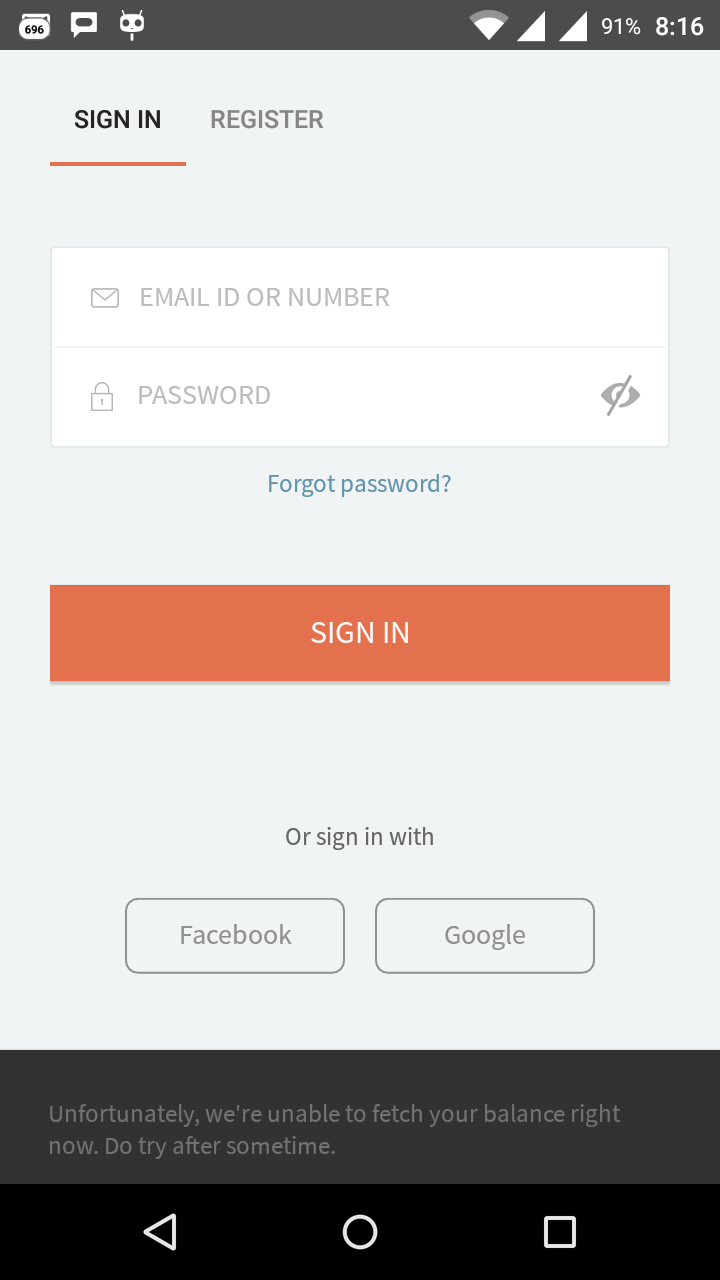 696
91% 8:16
SIGN IN REGISTER
EMAIL ID OR NUMBER
PASSWORD
Forgot password?
SIGN IN
Or sign in with
Facebook Google
Unfortunately, we're unable to fetch your balance right
now. Do try after sometime.